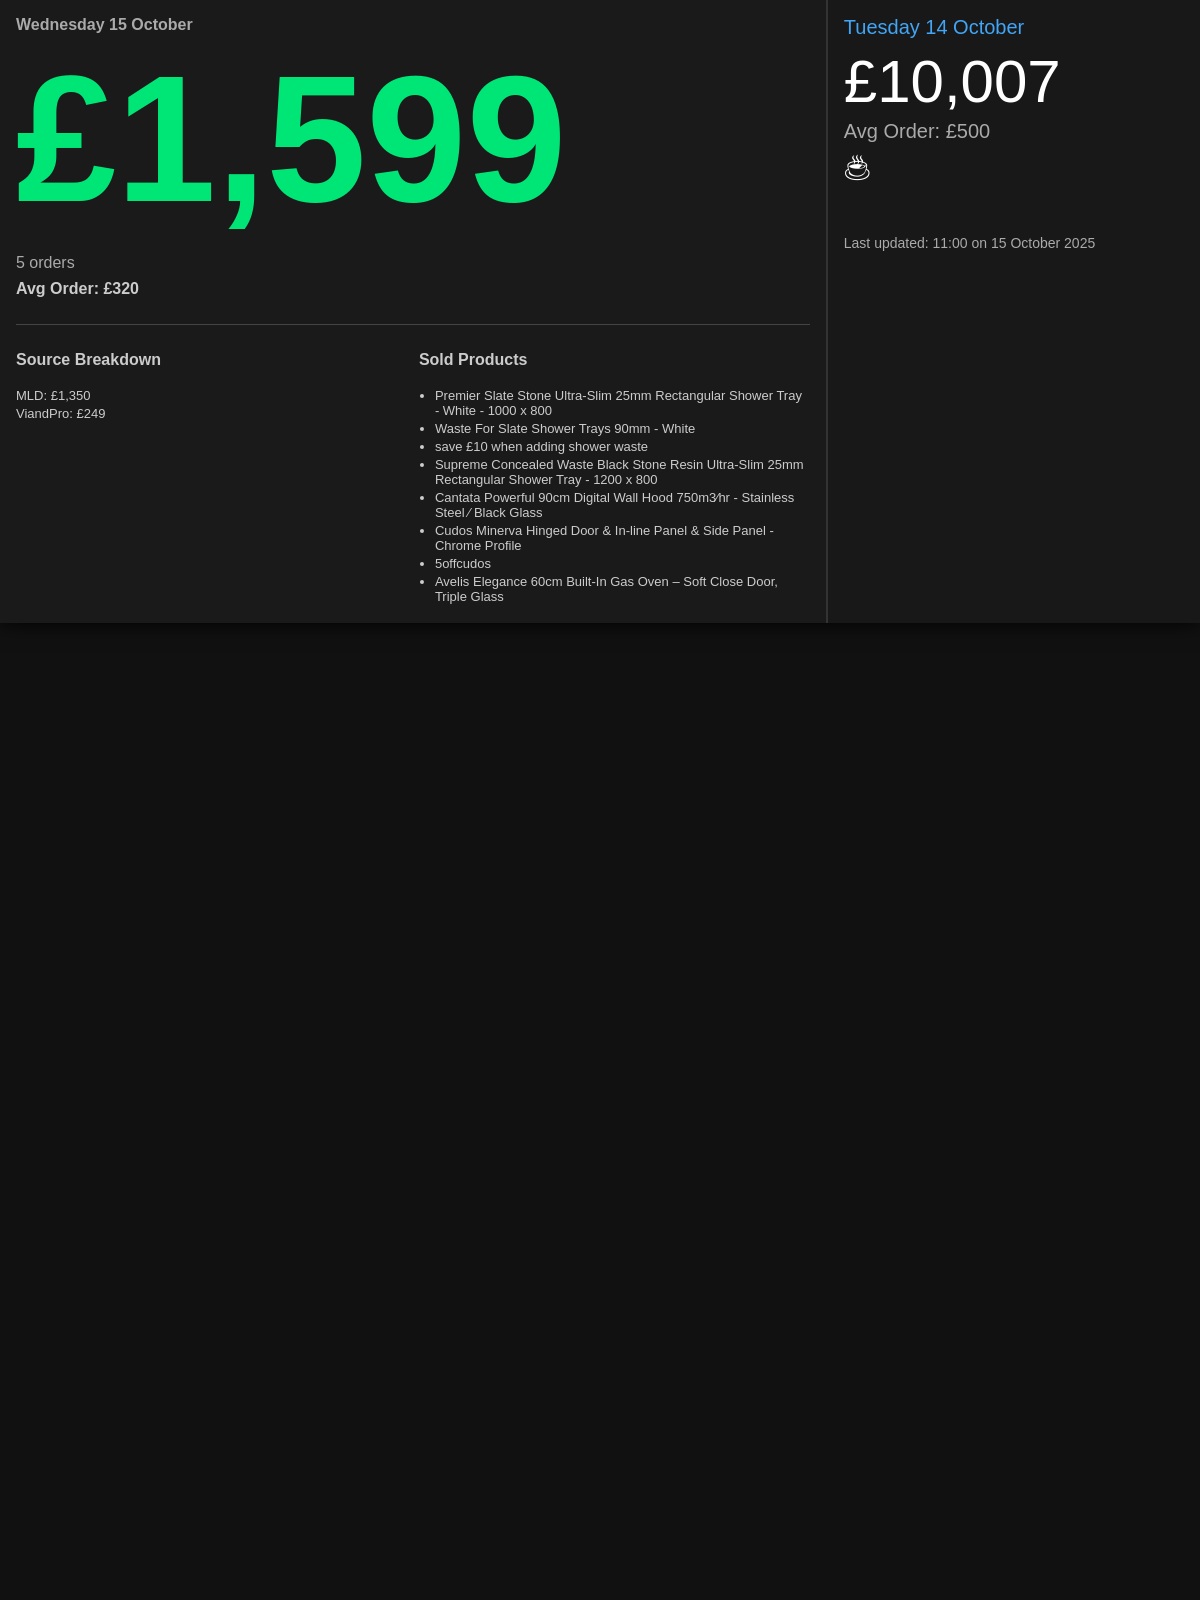 Wednesday 15 October
£1,599
5 orders
Avg Order: £320
Source Breakdown
MLD: £1,350
ViandPro: £249
Sold Products
• Premier Slate Stone Ultra-Slim 25mm Rectangular Shower Tray
- White - 1000 x 800
• Waste For Slate Shower Trays 90mm - White
• save £10 when adding shower waste
• Supreme Concealed Waste Black Stone Resin Ultra-Slim 25mm
Rectangular Shower Tray - 1200 x 800
• Cantata Powerful 90cm Digital Wall Hood 750m3⁄hr - Stainless
Steel ⁄ Black Glass
• Cudos Minerva Hinged Door & In-line Panel & Side Panel -
Chrome Profile
• 5offcudos
• Avelis Elegance 60cm Built-In Gas Oven – Soft Close Door,
Triple Glass
Tuesday 14 October
£10,007
Avg Order: £500
Last updated: 11:00 on 15 October 2025